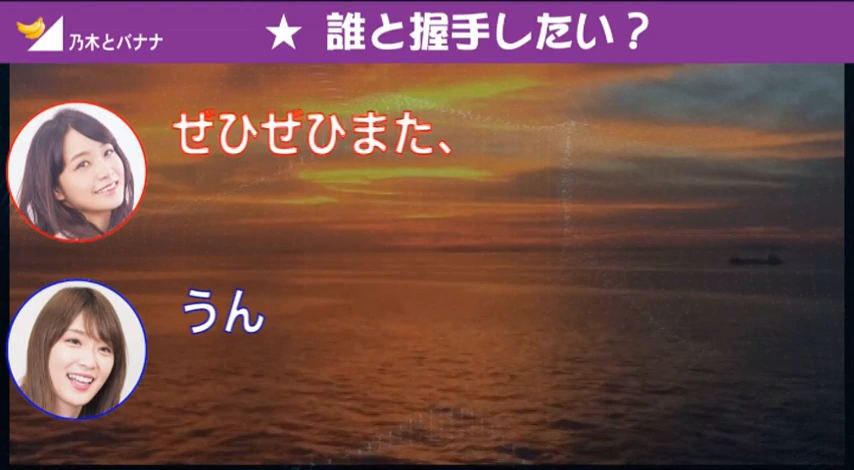 乃木とバナナ
★ 誰と握手したい？
ぜひぜひまた、
うん